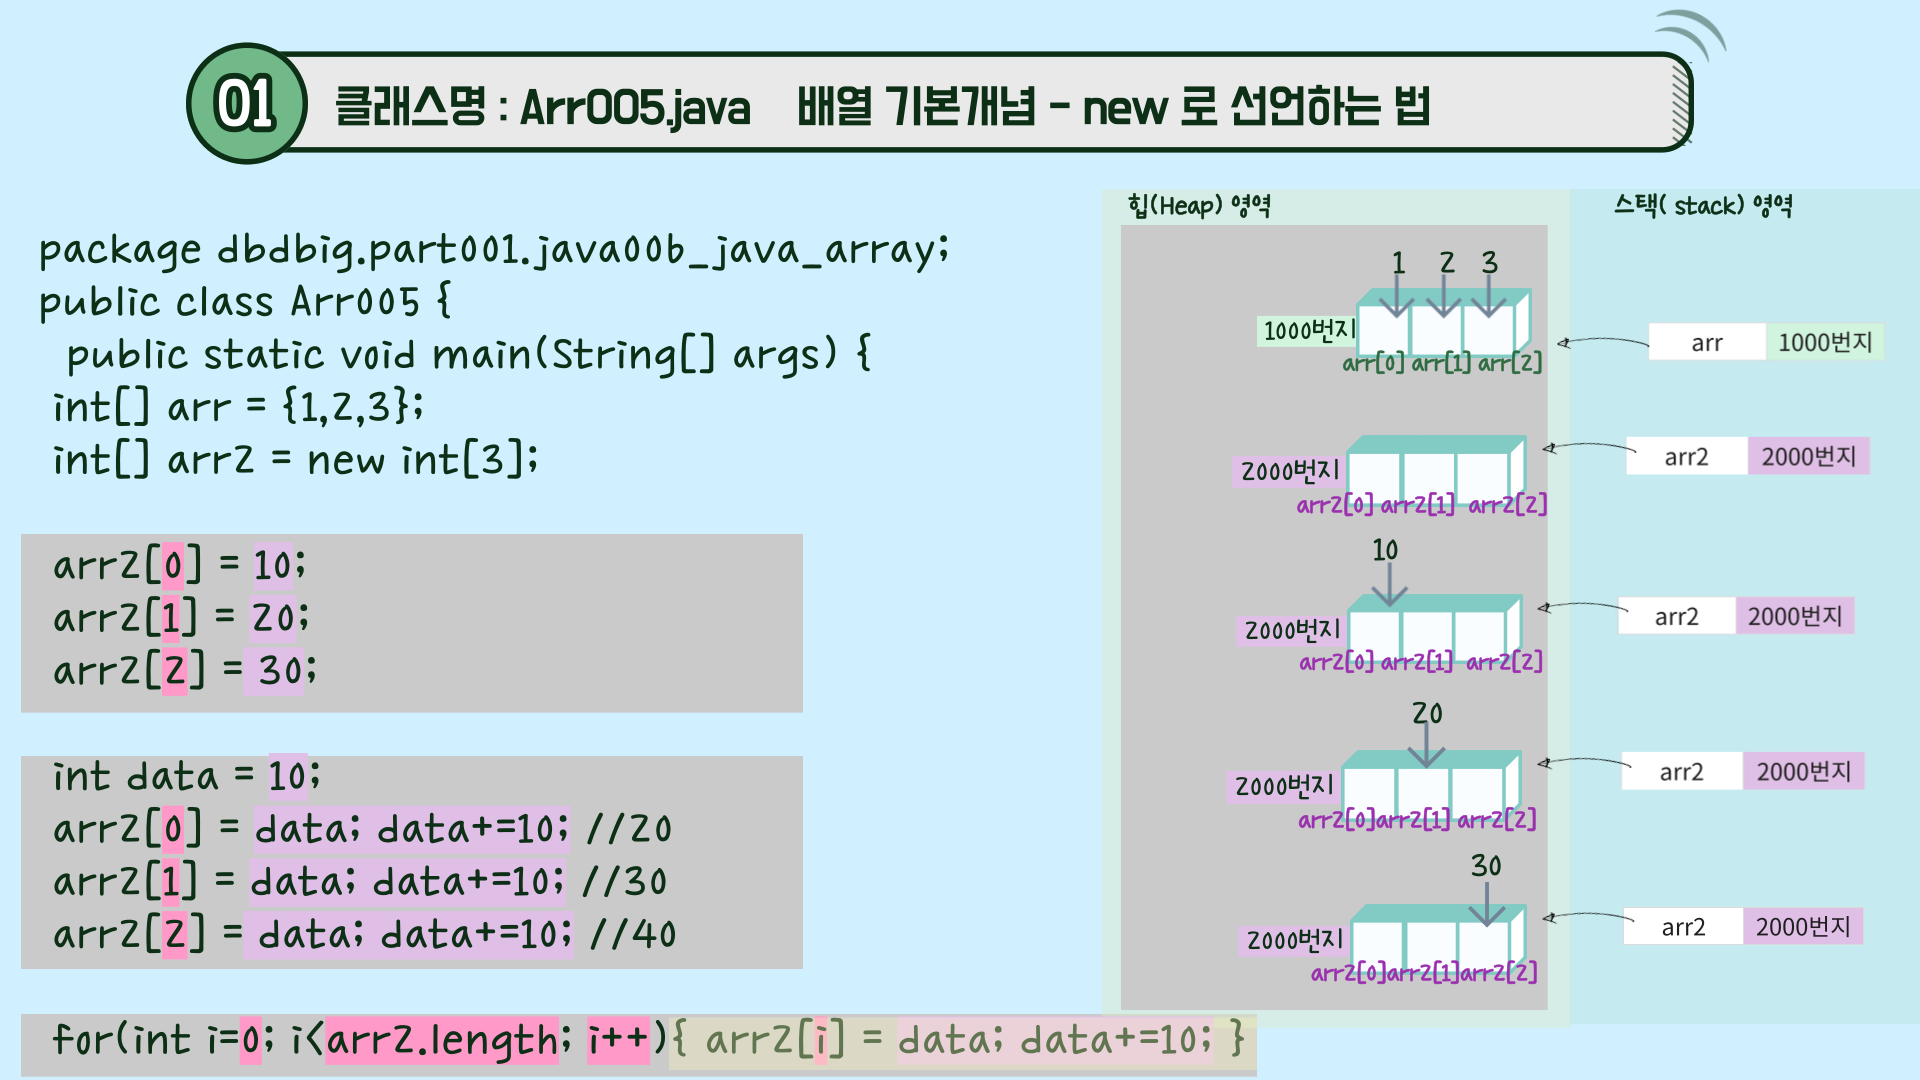 01 클래스명 : Arr005.java 배열 기본개념 - new 로 선언하는 법
package dbdbig.part001.java00b_java_array;
public class Arr005 {
public static void main(String[] args) {
int[] arr = {1,2,3};
int[] arr2 = new int[3];
arr2[0] = 10;
arr2[1] = 20;
arr2[2] = 30;
int data = 10;
arr2[0] = data; data+=10; //20
arr2[1] = data; data+=10; //30
arr2[2] = data; data+=10; //40
for(int i=0; i<arr2.length; i++){ arr2[i] = data; data+=10; }
힙(Heap) 영역
스택( stack) 영역
1 2 3
1000번지
arr[0] arr[1] arr[2]
arr 1000번지
2000번지
arr2[0] arr2[1] arr2[2]
arr2 2000번지
10
2000번지
arr2[0] arr2[1] arr2[2]
arr2 2000번지
20
2000번지
arr2[0] arr2[1] arr2[2]
arr2 2000번지
30
2000번지
arr2[0] arr2[1] arr2[2]
arr2 2000번지